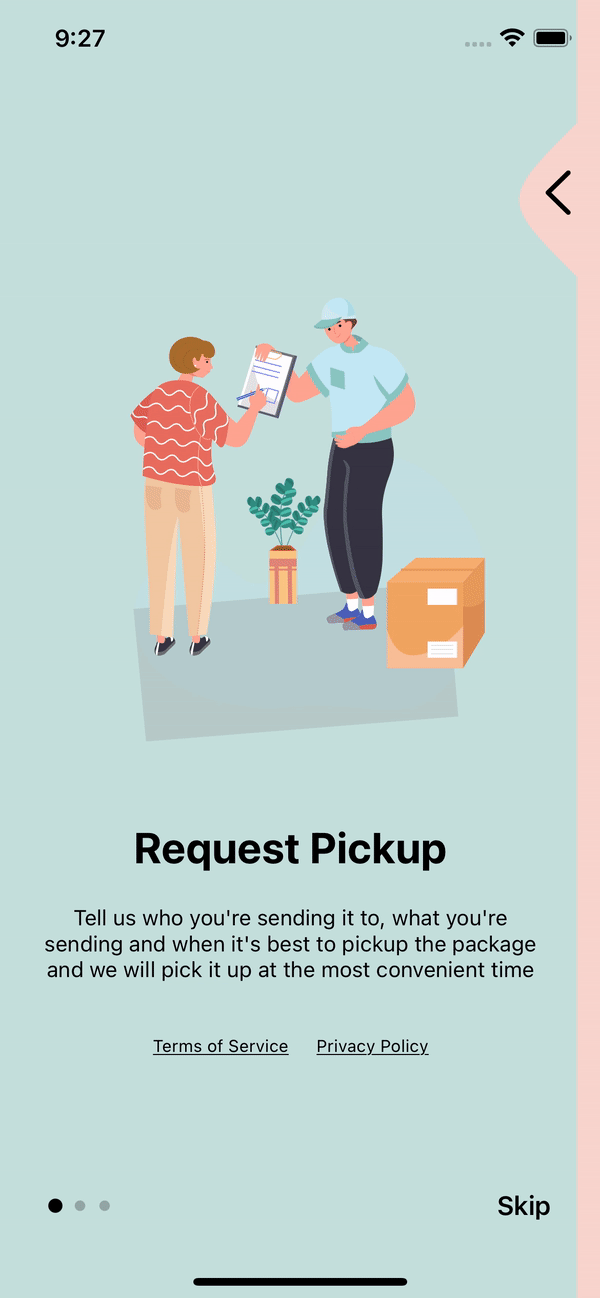 9:27
Request Pickup
Tell us who you're sending it to, what you're
sending and when it's best to pickup the package
and we will pick it up at the most convenient time
Terms of Service Privacy Policy
Skip